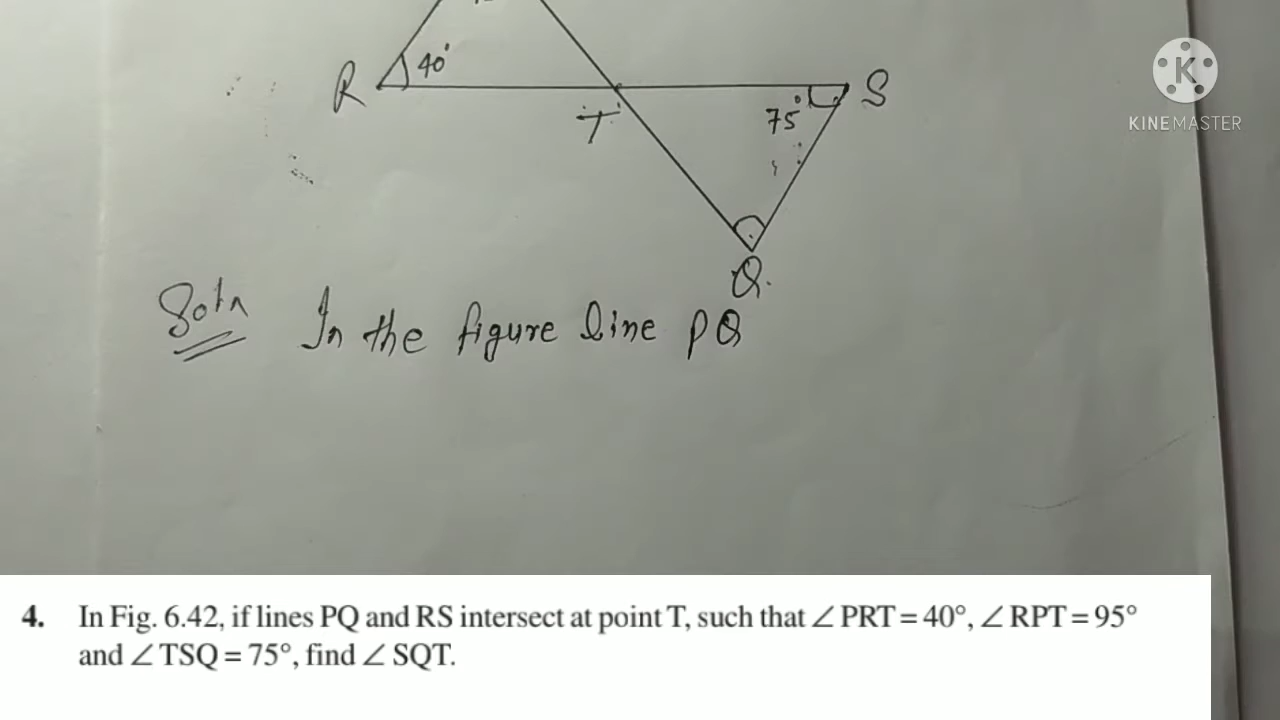 40°
R
S
T
75°
K
KINEMASTER
Q.
Soln In the figure line PQ
4. In Fig. 6.42, if lines PQ and RS intersect at point T, such that ∠ PRT = 40°, ∠ RPT = 95°
and ∠ TSQ = 75°, find ∠ SQT.